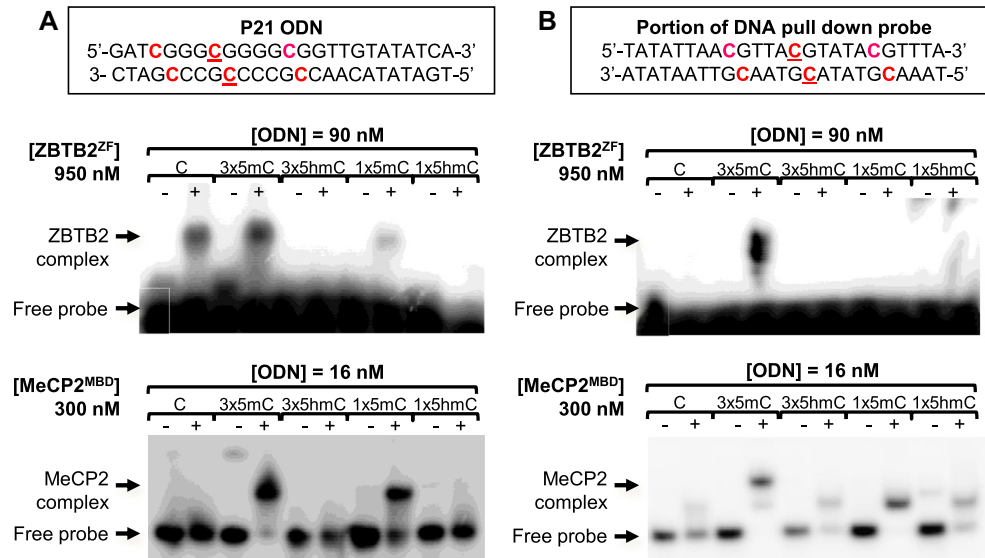 A
P21 ODN
5’-GATCGGGCGGGGCGGTTGTATATCA-3’
3- CTAGCCCGCCCCGCCAACATATAGT-5’
[ODN] = 90 nM
[ZBTB2ZF]
950 nM
C 3x5mC 3x5hmC 1x5mC 1x5hmC
- + - + - + - + - +
ZBTB2
complex
Free probe
[ODN] = 16 nM
[MeCP2MBD]
300 nM
C 3x5mC 3x5hmC 1x5mC 1x5hmC
- + - + - + - + - +
MeCP2
complex
Free probe
B
Portion of DNA pull down probe
5’-TATATTAACGTTACGTATACGTTTA-3’
3’-ATATAATTGCAATGCATATGCAAAT-5’
[ODN] = 90 nM
[ZBTB2ZF]
950 nM
C 3x5mC 3x5hmC 1x5mC 1x5hmC
- + - + - + - + - +
ZBTB2
complex
Free probe
[ODN] = 16 nM
[MeCP2MBD]
300 nM
C 3x5mC 3x5hmC 1x5mC 1x5hmC
- + - + - + - + - +
MeCP2
complex
Free probe